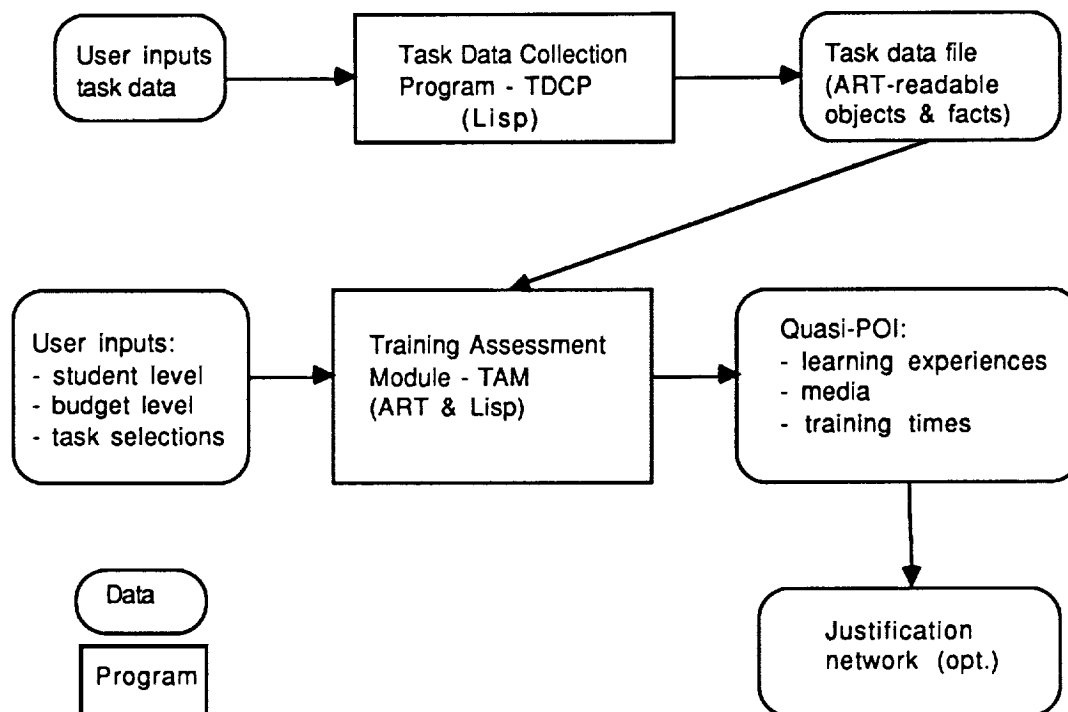 User inputs
task data
Task Data Collection
Program - TDCP
(Lisp)
Task data file
(ART-readable
objects & facts)
User inputs:
- student level
- budget level
- task selections
Training Assessment
Module - TAM
(ART & Lisp)
Quasi-POI:
- learning experiences
- media
- training times
Data
Program
Justification
network (opt.)